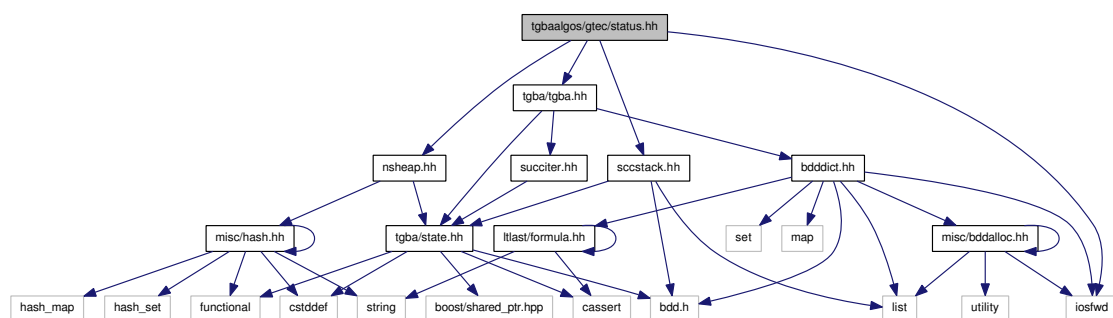 tgbaalgos/gtec/status.hh
tgba/tgba.hh
nsheap.hh
succiter.hh
sccstack.hh
bdddict.hh
misc/hash.hh
tgba/state.hh
ltlast/formula.hh
set
map
misc/bddalloc.hh
hash_map
hash_set
functional
cstddef
string
boost/shared_ptr.hpp
cassert
bdd.h
list
utility
iosfwd